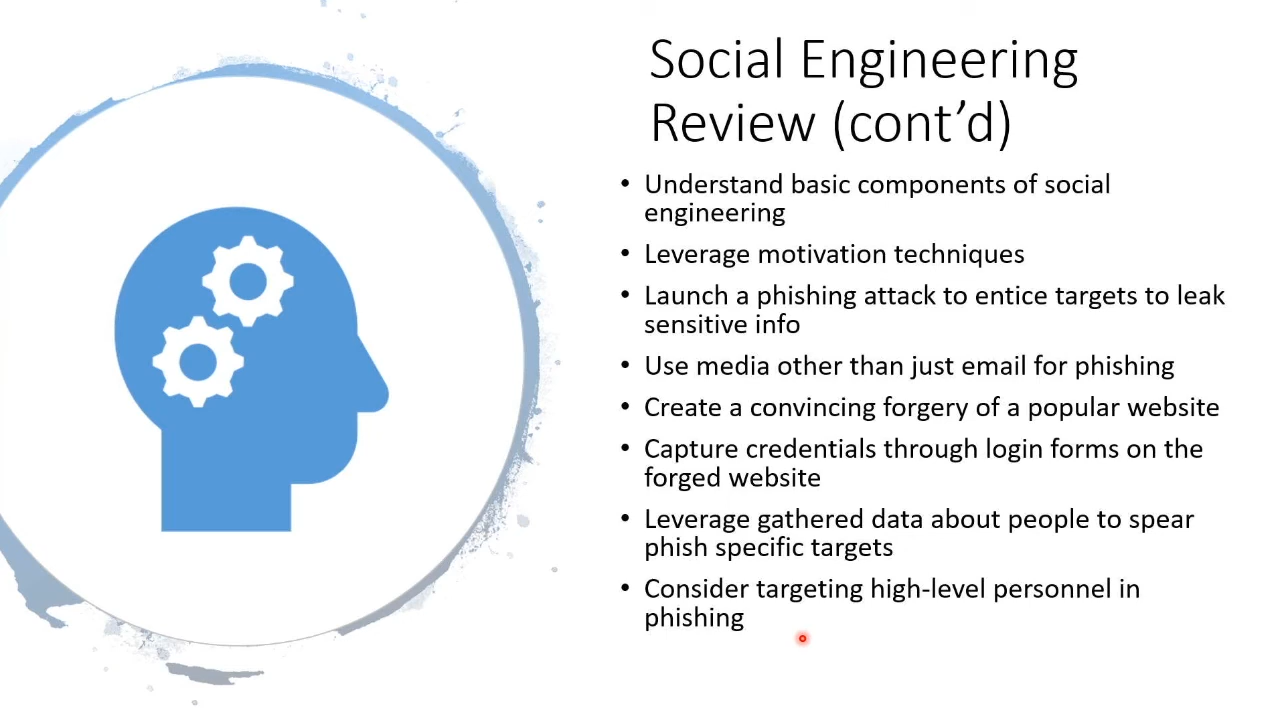 Social Engineering
Review (cont’d)
• Understand basic components of social
engineering
• Leverage motivation techniques
• Launch a phishing attack to entice targets to leak
sensitive info
• Use media other than just email for phishing
• Create a convincing forgery of a popular website
• Capture credentials through login forms on the
forged website
• Leverage gathered data about people to spear
phish specific targets
• Consider targeting high-level personnel in
phishing